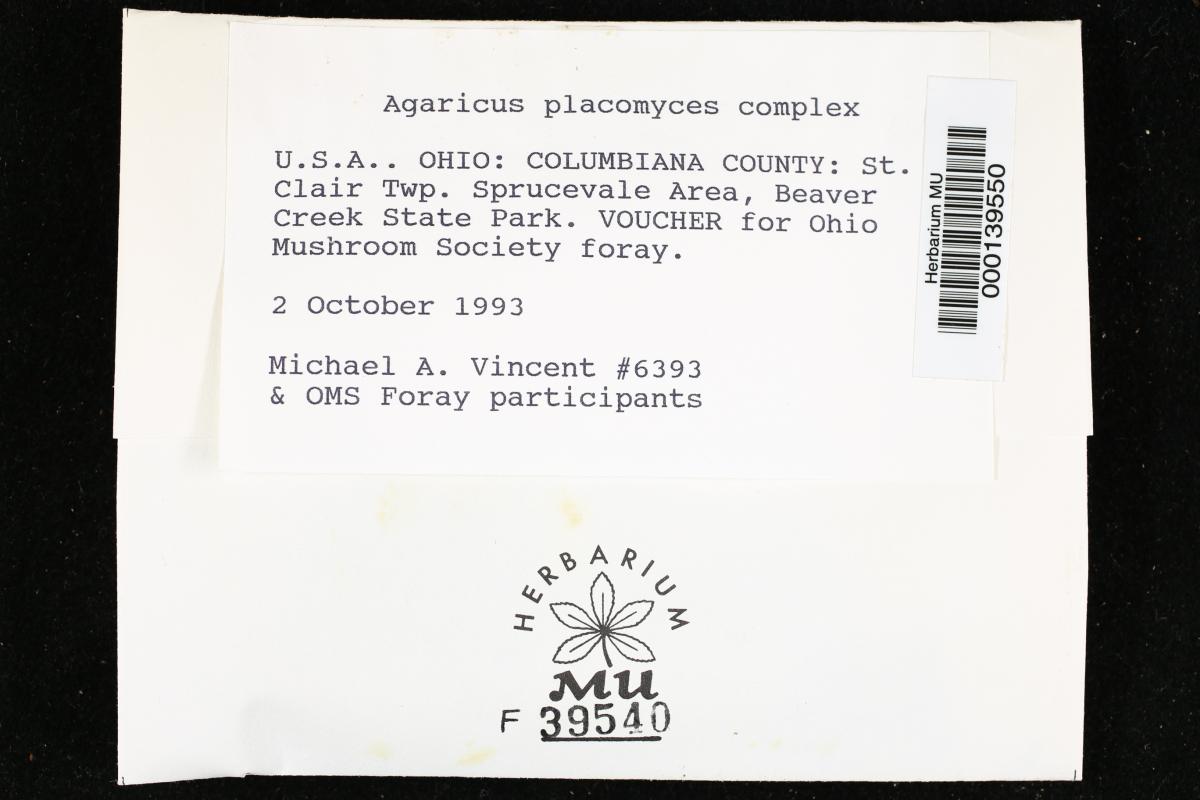 Agaricus placomyces complex
U.S.A.. OHIO: COLUMBIANA COUNTY: St.
Clair Twp. Sprucevale Area, Beaver
Creek State Park. VOUCHER for Ohio
Mushroom Society foray.
2 October 1993
Michael A. Vincent #6393
& OMS Foray participants
Herbarium MU
000139550
HERBARIUM
MU
F 39540